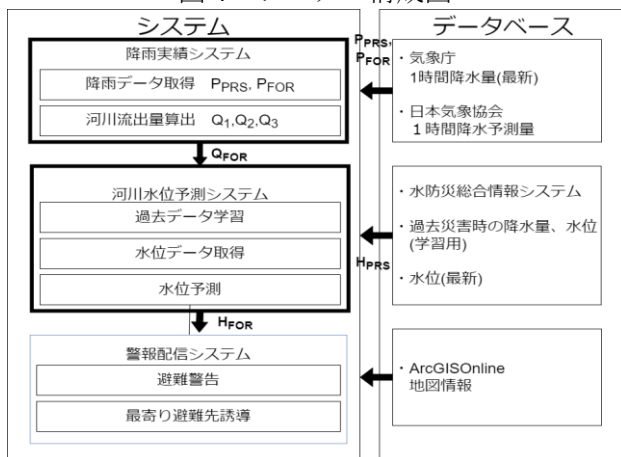 システム
降雨実績システム
降雨データ取得 PPRS, PFOR
河川流出量算出 Q1,Q2,Q3
QFOR
河川水位予測システム
過去データ学習
水位データ取得
水位予測
HFOR
警報配信システム
避難警告
最寄り避難先誘導
PPRS,
PFOR
HPRS
データベース
・気象庁
1時間降水量(最新)
・日本気象協会
1時間降水予測量
・水防災総合情報システム
・過去災害時の降水量、水位
(学習用)
・水位(最新)
・ArcGISOnline
地図情報